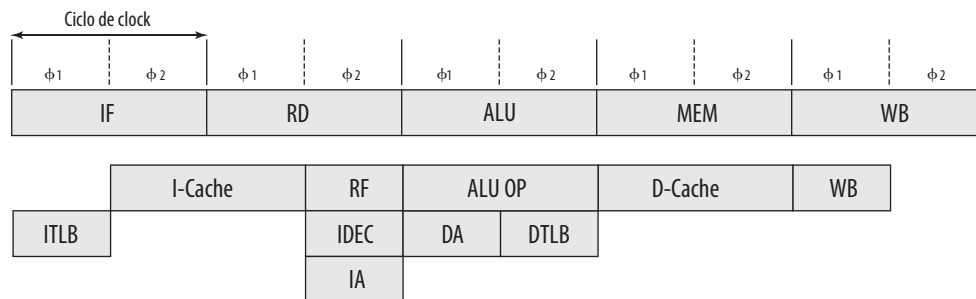 Ciclo de clock
ϕ1 ϕ2 ϕ1 ϕ2 ϕ1 ϕ2 ϕ1 ϕ2 ϕ1 ϕ2
IF RD ALU MEM WB
I-Cache RF ALU OP D-Cache WB
ITLB IDEC DA DTLB
IA